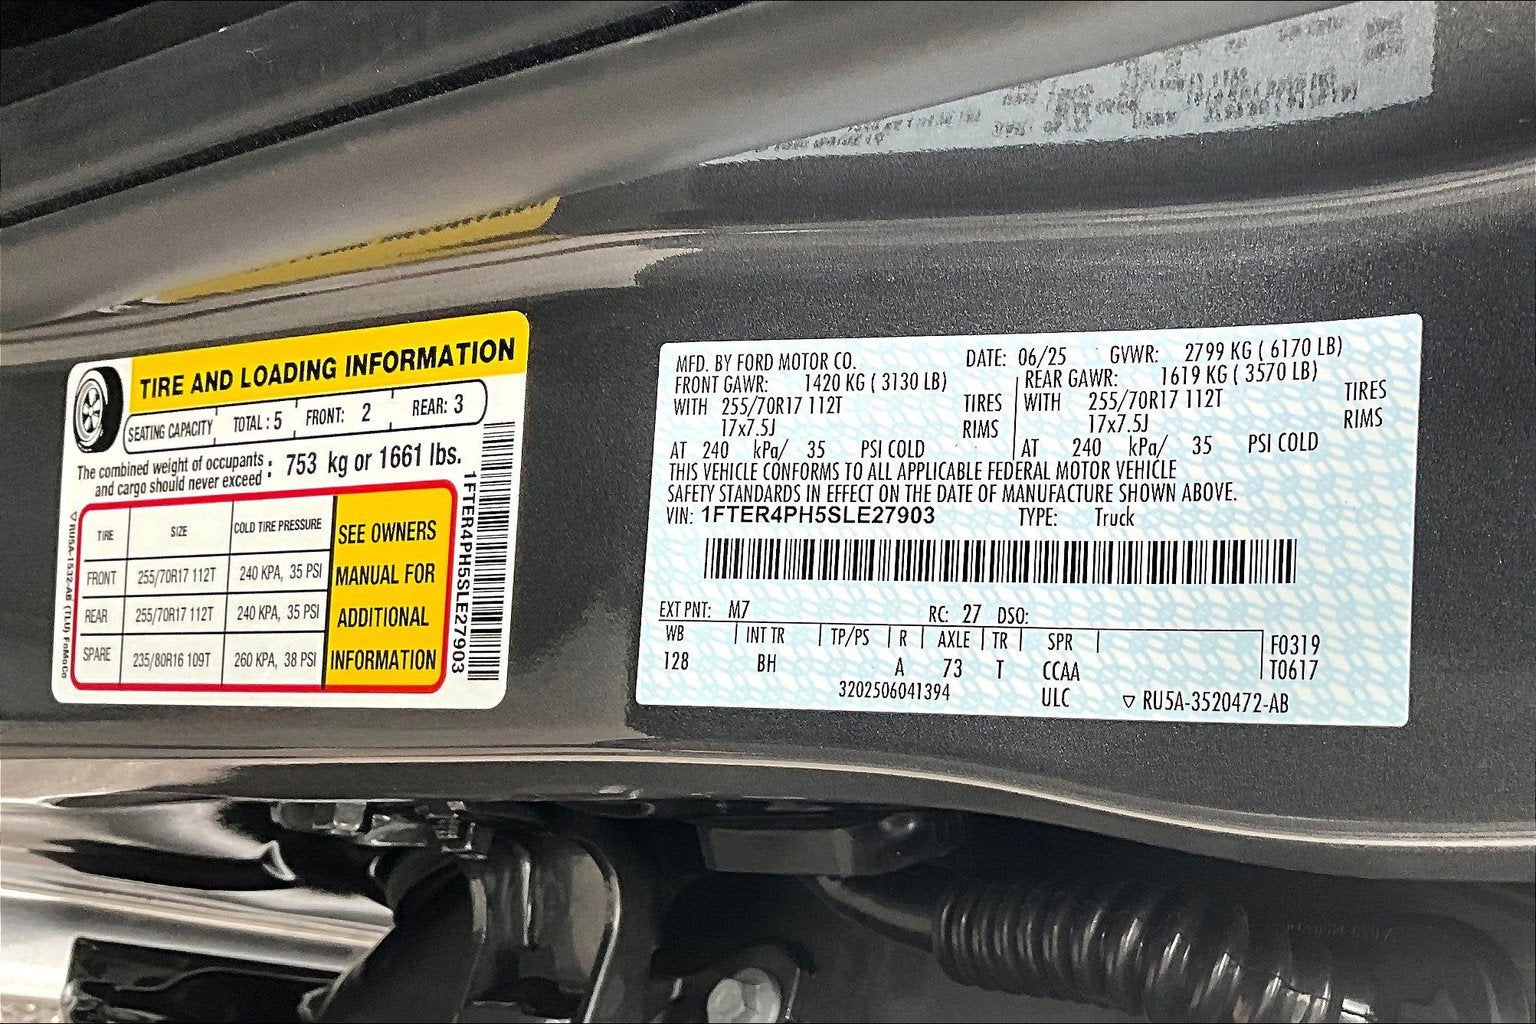 TIRE AND LOADING INFORMATION
SEATING CAPACITY TOTAL : 5 FRONT: 2 REAR: 3
The combined weight of occupants and cargo should never exceed : 753 kg or 1661 lbs.
TIRE SIZE COLD TIRE PRESSURE
FRONT 255/70R17 112T 240 KPA, 35 PSI
REAR 255/70R17 112T 240 KPA, 35 PSI
SPARE 235/80R16 109T 260 KPA, 38 PSI
SEE OWNERS
MANUAL FOR
ADDITIONAL
INFORMATION
1FTER4PH5SLE27903
▽ RU5A-1532-AB (TLU) FoMoCo
MFD. BY FORD MOTOR CO. DATE: 06/25 GVWR: 2799 KG ( 6170 LB)
FRONT GAWR: 1420 KG ( 3130 LB) REAR GAWR: 1619 KG ( 3570 LB)
WITH 255/70R17 112T TIRES WITH 255/70R17 112T TIRES
17x7.5J RIMS 17x7.5J RIMS
AT 240 kPa/ 35 PSI COLD AT 240 kPa/ 35 PSI COLD
THIS VEHICLE CONFORMS TO ALL APPLICABLE FEDERAL MOTOR VEHICLE
SAFETY STANDARDS IN EFFECT ON THE DATE OF MANUFACTURE SHOWN ABOVE.
VIN: 1FTER4PH5SLE27903 TYPE: Truck
EXT PNT: M7 RC: 27 DSO:
WB INT TR TP/PS R AXLE TR SPR F0319
128 BH A 73 T CCAA T0617
3202506041394 ULC ▽ RU5A-3520472-AB